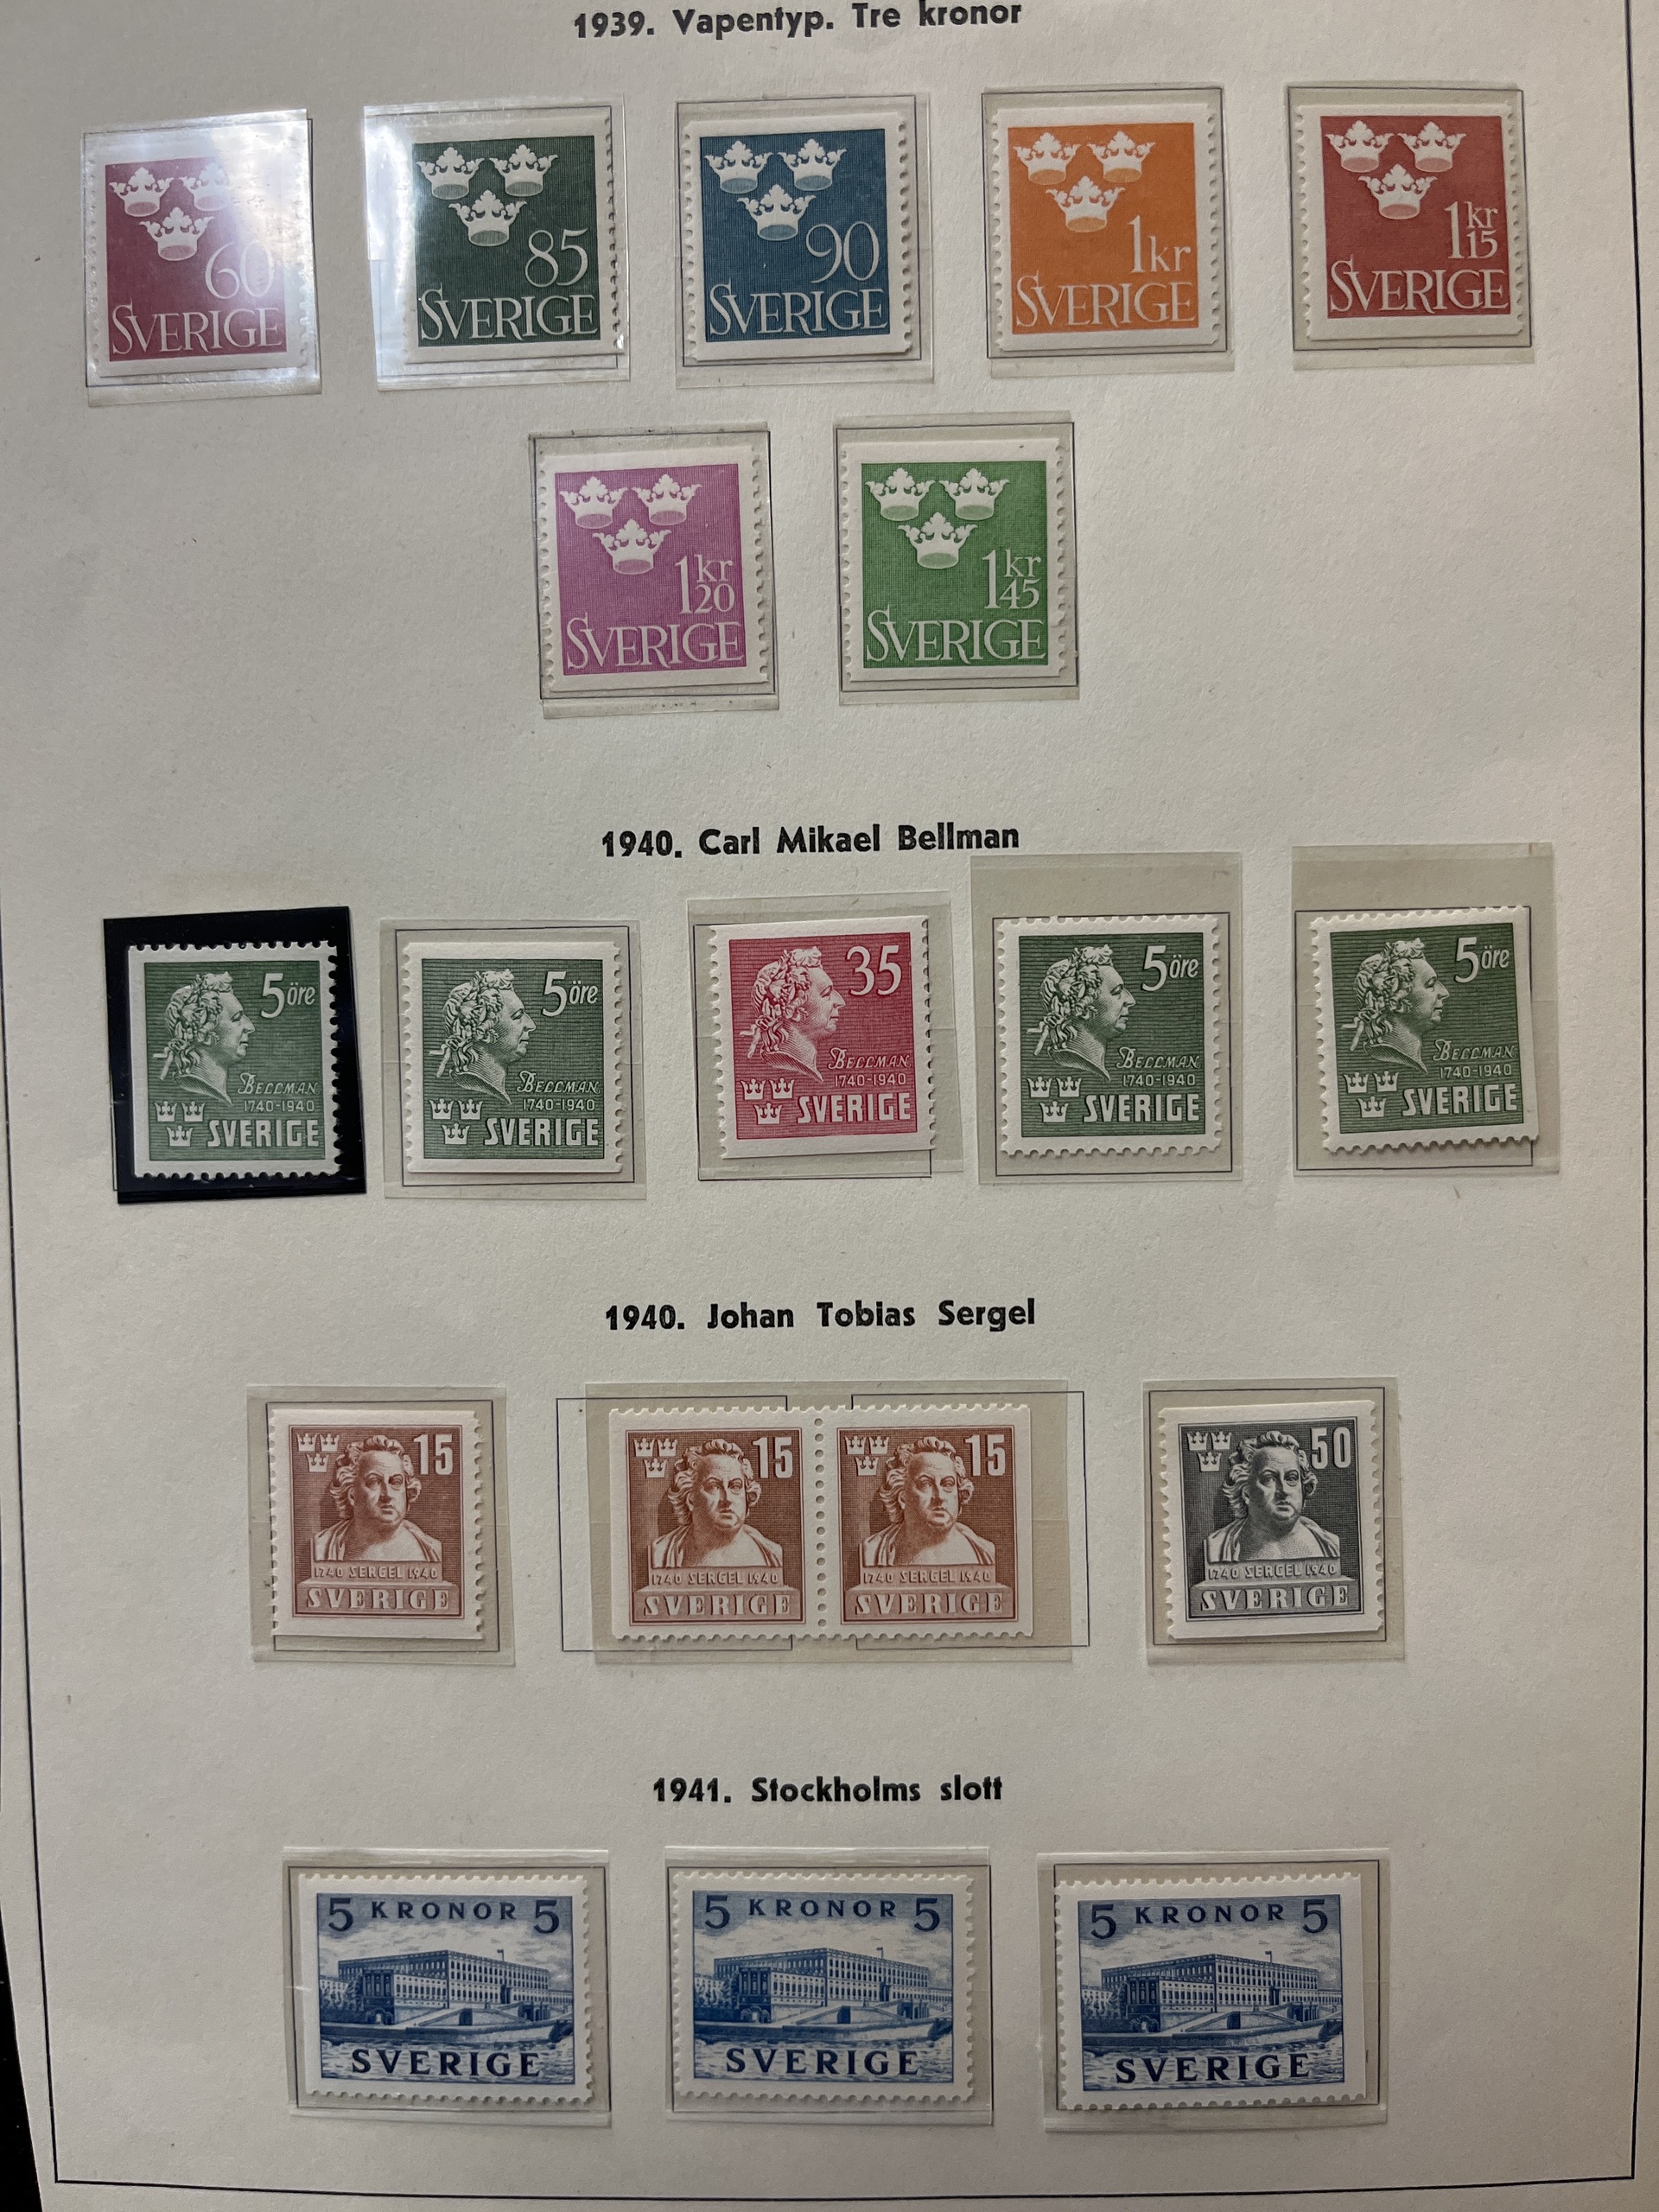 1939. Vapentyp. Tre kronor
60
SVERIGE
85
SVERIGE
90
SVERIGE
1 kr
SVERIGE
1 kr 15
SVERIGE
1 kr 20
SVERIGE
1 kr 45
SVERIGE
1940. Carl Mikael Bellman
5 öre
BELLMAN
1740-1940
SVERIGE
5 öre
BELLMAN
1740-1940
SVERIGE
35
BELLMAN
1740-1940
SVERIGE
5 öre
BELLMAN
1740-1940
SVERIGE
5 öre
BELLMAN
1740-1940
SVERIGE
1940. Johan Tobias Sergel
15
1740 SERGEL 1940
SVERIGE
15
1740 SERGEL 1940
SVERIGE
15
1740 SERGEL 1940
SVERIGE
50
1740 SERGEL 1940
SVERIGE
1941. Stockholms slott
5 KRONOR 5
SVERIGE
5 KRONOR 5
SVERIGE
5 KRONOR 5
SVERIGE